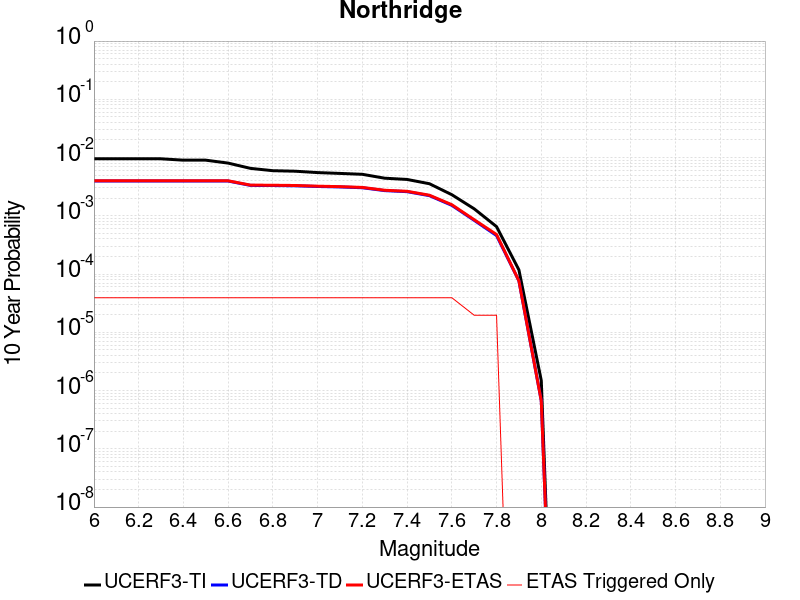 Northridge
10 0
10 -1
10 -2
10 -3
10 -4
10 -5
10 -6
10 -7
10 -8
10 Year Probability
6 6.2 6.4 6.6 6.8 7 7.2 7.4 7.6 7.8 8 8.2 8.4 8.6 8.8 9
Magnitude
UCERF3-TI UCERF3-TD UCERF3-ETAS ETAS Triggered Only